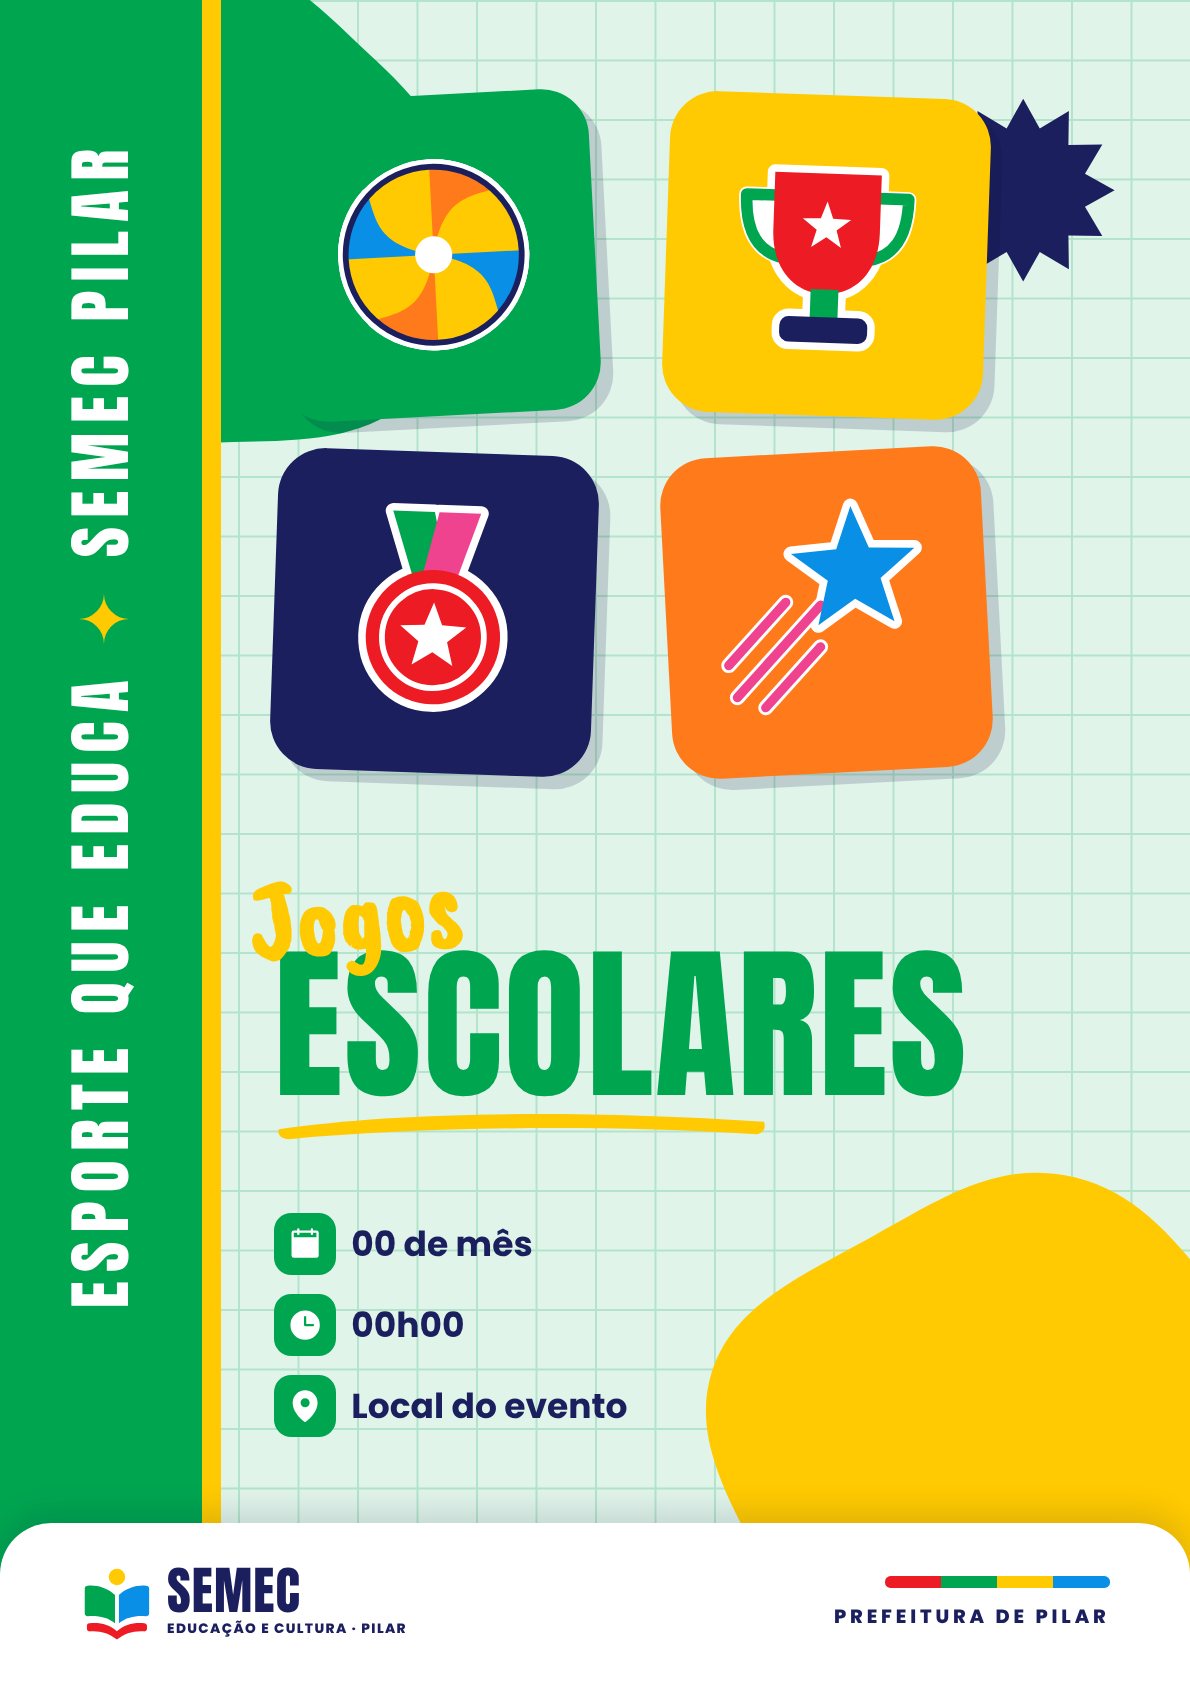 ESPORTE QUE EDUCA ✦ SEMEC PILAR
Jogos
ESCOLARES
00 de mês
00h00
Local do evento
SEMEC
EDUCAÇÃO E CULTURA · PILAR
PREFEITURA DE PILAR